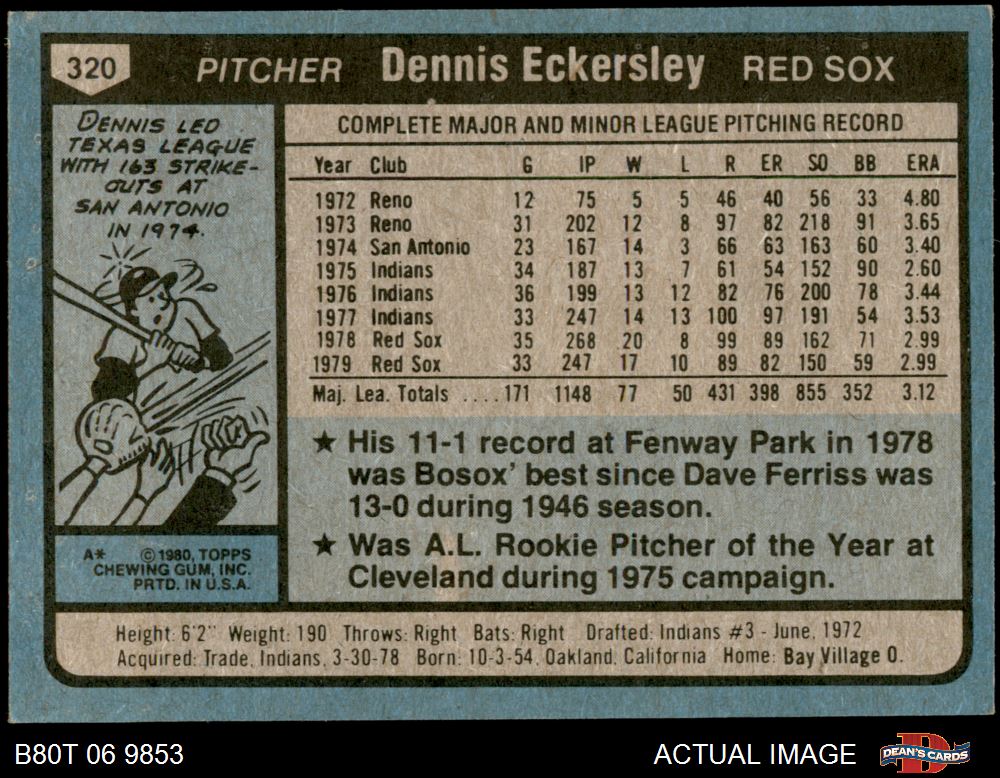 320 PITCHER Dennis Eckersley RED SOX
DENNIS LED
TEXAS LEAGUE
WITH 163 STRIKE-
OUTS AT
SAN ANTONIO
IN 1974.
COMPLETE MAJOR AND MINOR LEAGUE PITCHING RECORD
Year Club G IP W L R ER SO BB ERA
1972 Reno 12 75 5 5 46 40 56 33 4.80
1973 Reno 31 202 12 8 97 82 218 91 3.65
1974 San Antonio 23 167 14 3 66 63 163 60 3.40
1975 Indians 34 187 13 7 61 54 152 90 2.60
1976 Indians 36 199 13 12 82 76 200 78 3.44
1977 Indians 33 247 14 13 100 97 191 54 3.53
1978 Red Sox 35 268 20 8 99 89 162 71 2.99
1979 Red Sox 33 247 17 10 89 82 150 59 2.99
Maj. Lea. Totals ....171 1148 77 50 431 398 855 352 3.12
★ His 11-1 record at Fenway Park in 1978
was Bosox' best since Dave Ferriss was
13-0 during 1946 season.
★ Was A.L. Rookie Pitcher of the Year at
Cleveland during 1975 campaign.
A* ©1980, TOPPS
CHEWING GUM, INC.
PRTD. IN U.S.A.
Height: 6'2" Weight: 190 Throws: Right Bats: Right Drafted: Indians #3 - June, 1972
Acquired: Trade, Indians, 3-30-78 Born: 10-3-54, Oakland, California Home: Bay Village O.
B80T 06 9853 ACTUAL IMAGE DEAN'S CARDS